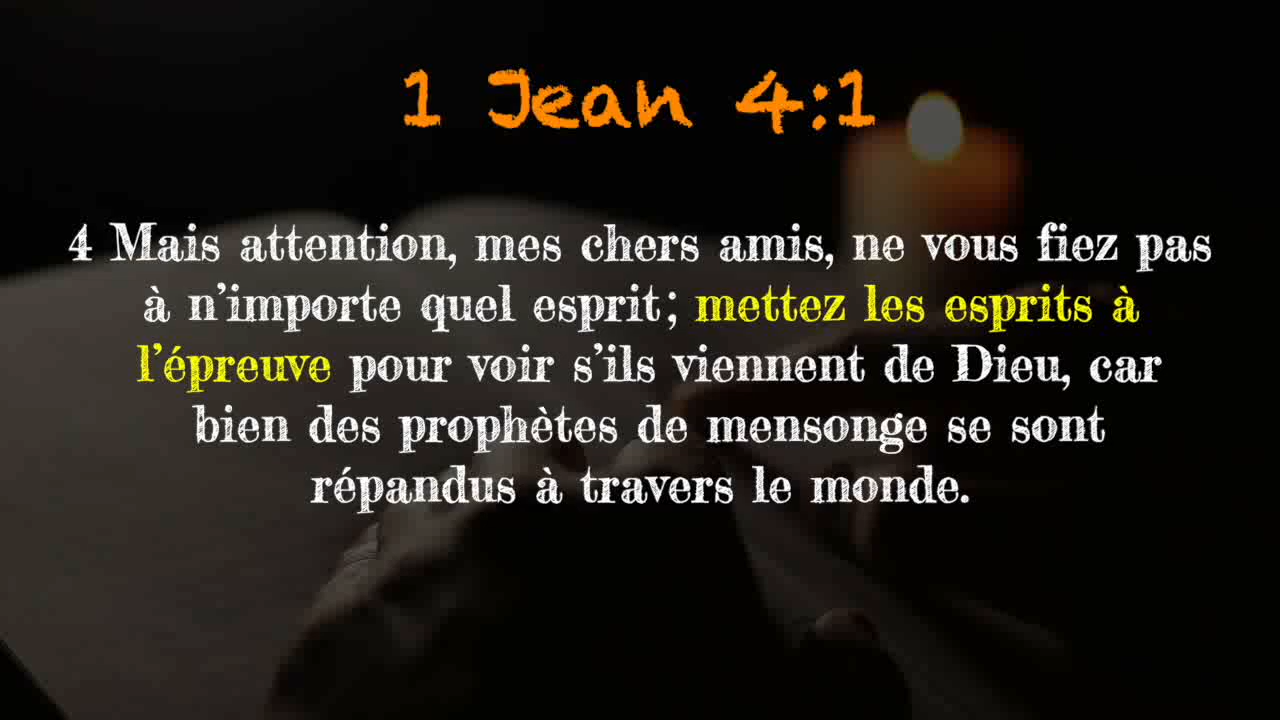 1 Jean 4:1
4 Mais attention, mes chers amis, ne vous fiez pas
à n’importe quel esprit; mettez les esprits à
l’épreuve pour voir s’ils viennent de Dieu, car
bien des prophètes de mensonge se sont
répandus à travers le monde.